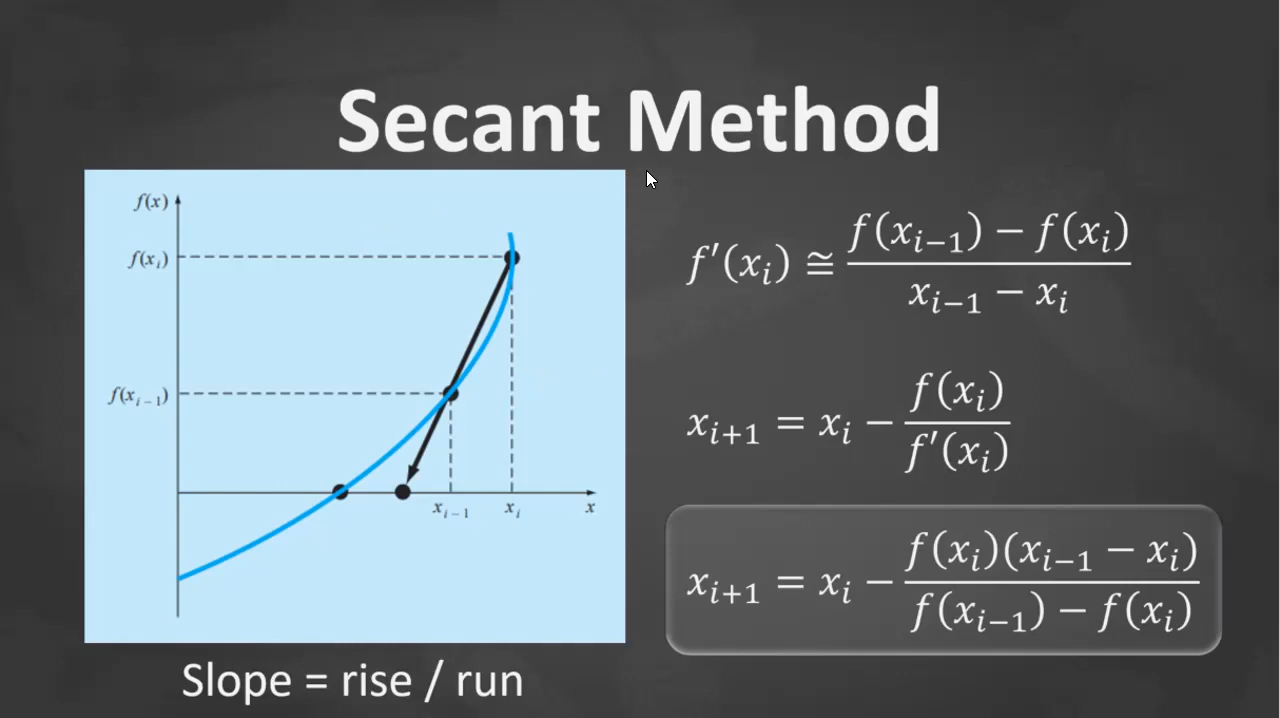 Secant Method
f(x)
f(xᵢ)
f(xᵢ₋₁)
xᵢ₋₁
xᵢ
x
Slope = rise / run
f′(xᵢ) ≅ (f(xᵢ₋₁) − f(xᵢ)) / (xᵢ₋₁ − xᵢ)
xᵢ₊₁ = xᵢ − f(xᵢ) / f′(xᵢ)
xᵢ₊₁ = xᵢ − f(xᵢ)(xᵢ₋₁ − xᵢ) / (f(xᵢ₋₁) − f(xᵢ))